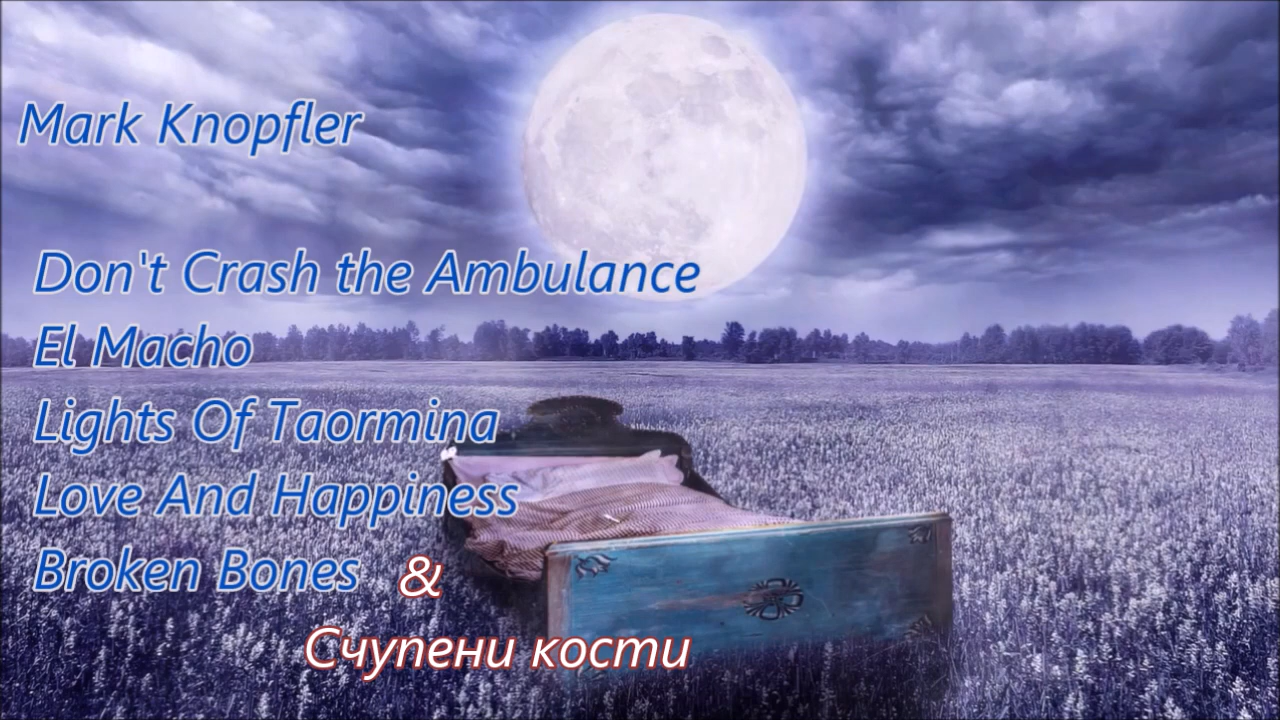 Mark Knopfler
Don't Crash the Ambulance
El Macho
Lights Of Taormina
Love And Happiness
Broken Bones &
Счупени кости